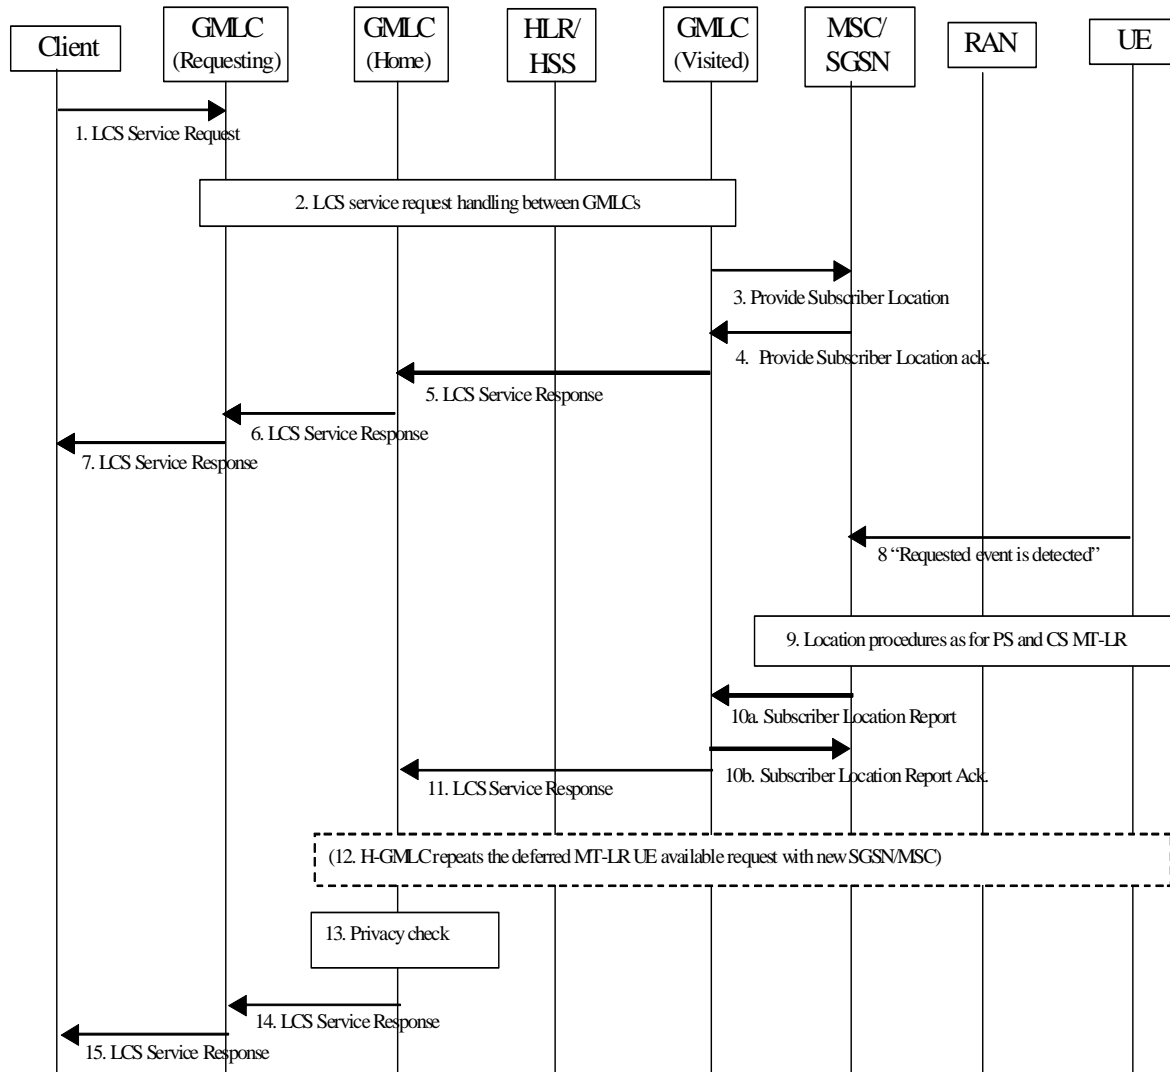 Client
GMLC
(Requesting)
GMLC
(Home)
HLR/
HSS
GMLC
(Visited)
MSC/
SGSN
RAN
UE
1. LCS Service Request
2. LCS service request handling between GMLCs
3. Provide Subscriber Location
4. Provide Subscriber Location ack.
5. LCS Service Response
6. LCS Service Response
7. LCS Service Response
8 “Requested event is detected”
9. Location procedures as for PS and CS MT-LR
10a. Subscriber Location Report
10b. Subscriber Location Report Ack.
11. LCS Service Response
(12. H-GMLC repeats the deferred MT-LR UE available request with new SGSN/MSC)
13. Privacy check
14. LCS Service Response
15. LCS Service Response